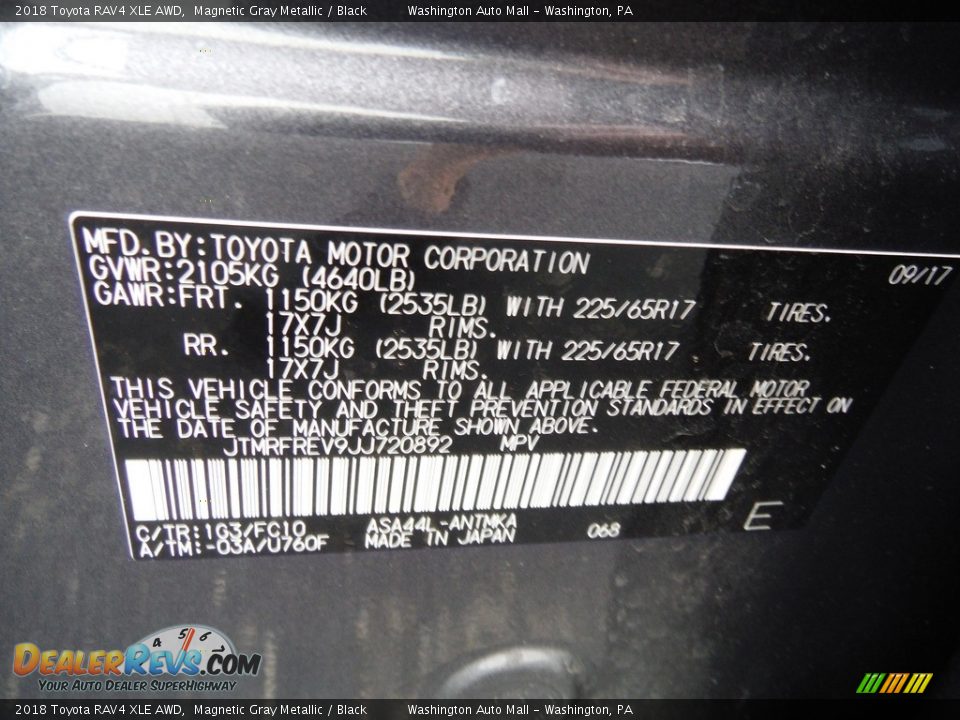 2018 Toyota RAV4 XLE AWD, Magnetic Gray Metallic / Black Washington Auto Mall - Washington, PA
MFD.BY:TOYOTA MOTOR CORPORATION 09/17
GVWR:2105KG (4640LB)
GAWR:FRT. 1150KG (2535LB) WITH 225/65R17 TIRES.
17X7J RIMS.
RR. 1150KG (2535LB) WITH 225/65R17 TIRES.
17X7J RIMS.
THIS VEHICLE CONFORMS TO ALL APPLICABLE FEDERAL MOTOR
VEHICLE SAFETY AND THEFT PREVENTION STANDARDS IN EFFECT ON
THE DATE OF MANUFACTURE SHOWN ABOVE.
JTMRFREV9JJ720892 MPV
C/TR:1G3/FC10 ASA44L-ANTMKA 068 E
A/TM:-03A/U760F MADE IN JAPAN
4 5 6
DealerRevs.com
Your Auto Dealer SuperHighway
2018 Toyota RAV4 XLE AWD, Magnetic Gray Metallic / Black Washington Auto Mall - Washington, PA